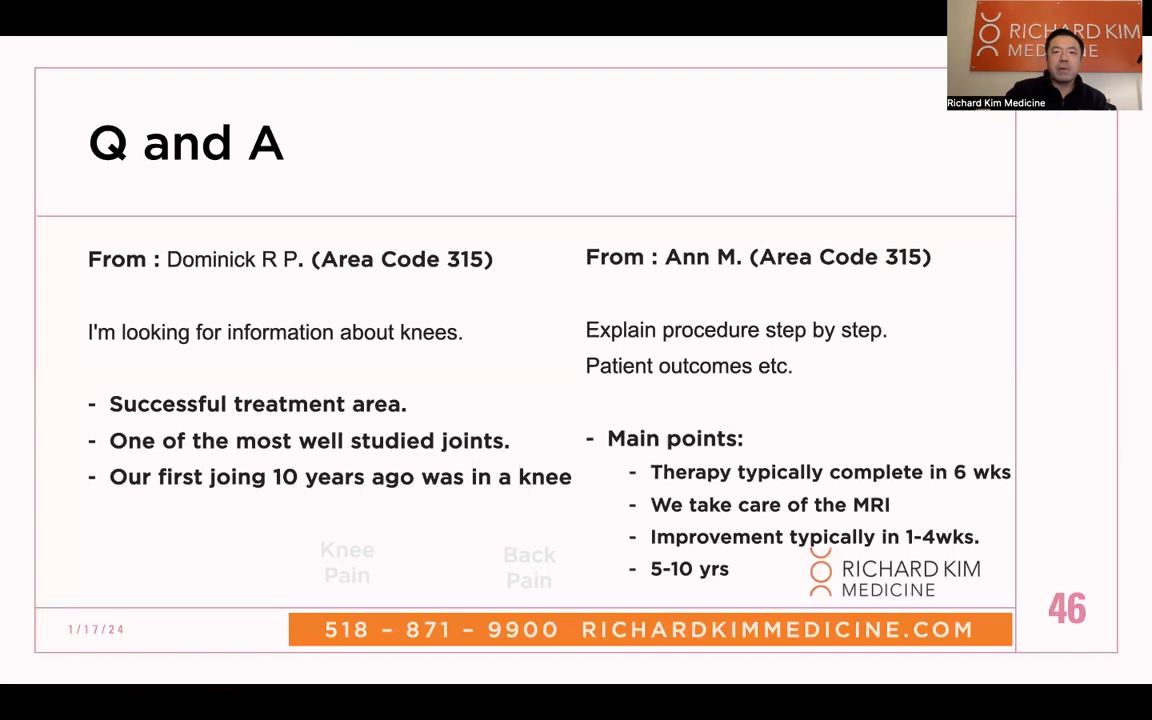 RICHARD KIM
MEDICINE
Richard Kim Medicine
Q and A
From : Dominick R P. (Area Code 315)
I'm looking for information about knees.
- Successful treatment area.
- One of the most well studied joints.
- Our first joing 10 years ago was in a knee
From : Ann M. (Area Code 315)
Explain procedure step by step.
Patient outcomes etc.
- Main points:
- Therapy typically complete in 6 wks
- We take care of the MRI
- Improvement typically in 1-4wks.
- 5-10 yrs
Knee
Pain
Back
Pain
RICHARD KIM
MEDICINE
46
1/17/24
518 - 871 - 9900 RICHARDKIMMEDICINE.COM